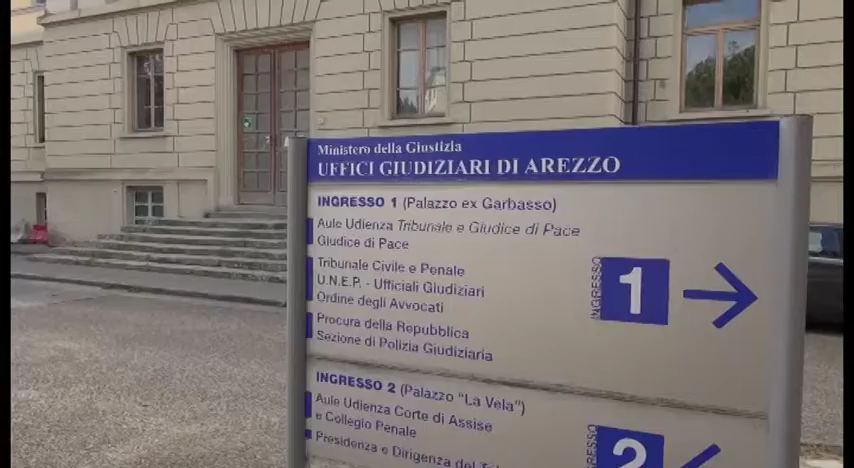 Ministero della Giustizia
UFFICI GIUDIZIARI DI AREZZO
INGRESSO 1 (Palazzo ex Garbasso)
Aule Udienza Tribunale e Giudice di Pace
Giudice di Pace
Tribunale Civile e Penale
U.N.E.P. - Ufficiali Giudiziari
Ordine degli Avvocati
Procura della Repubblica
Sezione di Polizia Giudiziaria
INGRESSO 1
INGRESSO 2 (Palazzo "La Vela")
Aule Udienza Corte di Assise
e Collegio Penale
Presidenza e Dirigenza del
INGRESSO 2